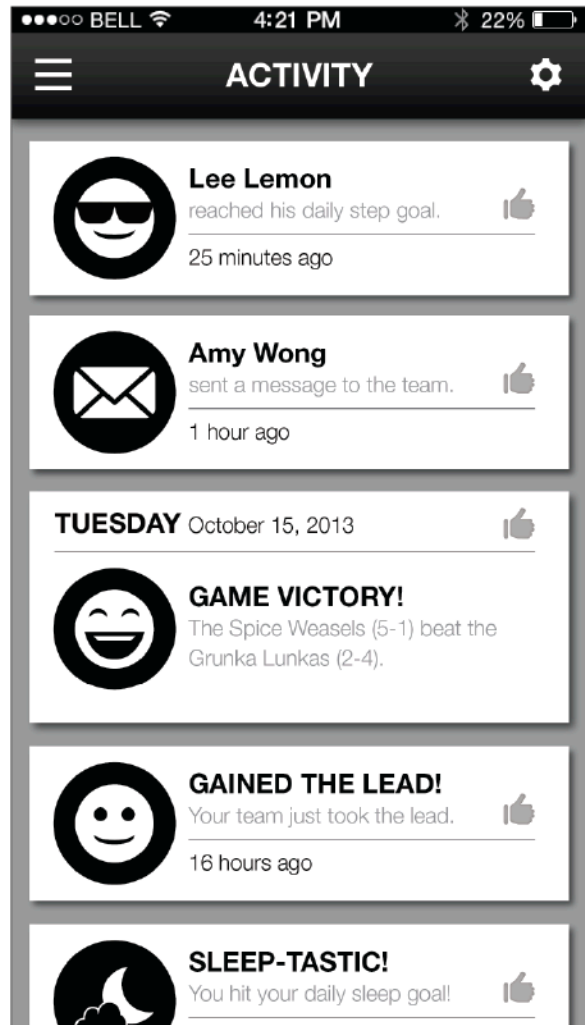 BELL 4:21 PM 22%
ACTIVITY
Lee Lemon
reached his daily step goal.
25 minutes ago
Amy Wong
sent a message to the team.
1 hour ago
TUESDAY October 15, 2013
GAME VICTORY!
The Spice Weasels (5-1) beat the
Grunka Lunkas (2-4).
GAINED THE LEAD!
Your team just took the lead.
16 hours ago
SLEEP-TASTIC!
You hit your daily sleep goal!